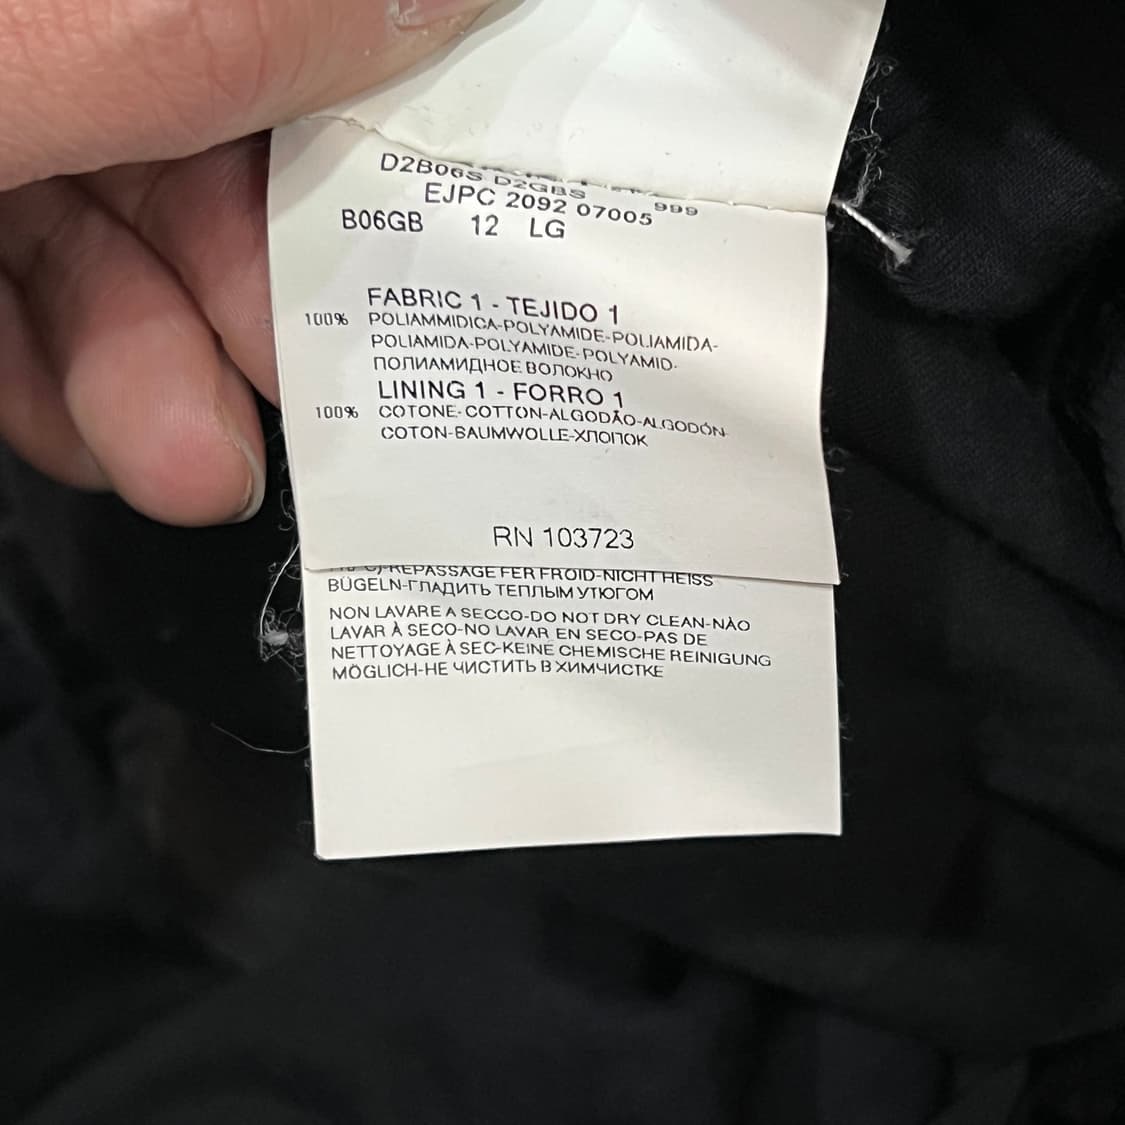 D2B06S D2GBS 999
EJPC 2092 07005
B06GB 12 LG
FABRIC 1 - TEJIDO 1
100% POLIAMMIDICA-POLYAMIDE-POLIAMIDA-
POLIAMIDA-POLYAMIDE-POLYAMID-
ПОЛИАМИДНОЕ ВОЛОКНО
LINING 1 - FORRO 1
100% COTONE-COTTON-ALGODÃO-ALGODÓN-
COTON-BAUMWOLLE-ХЛОПОК
RN 103723
REPASSAGE FER FROID-NICHT HEISS
BÜGELN-ГЛАДИТЬ ТЕПЛЫМ УТЮГОМ
NON LAVARE A SECCO-DO NOT DRY CLEAN-NÀO
LAVAR À SECO-NO LAVAR EN SECO-PAS DE
NETTOYAGE À SEC-KEINE CHEMISCHE REINIGUNG
MÖGLICH-НЕ ЧИСТИТЬ В ХИМЧИСТКЕ